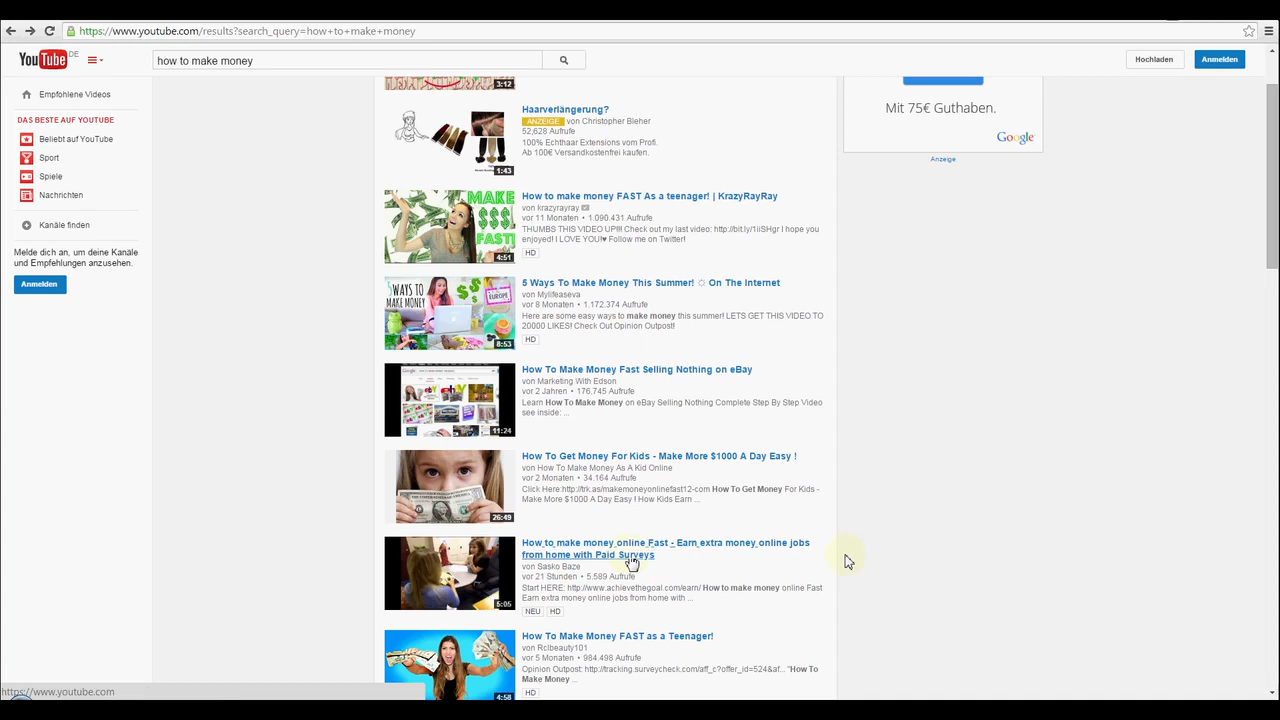 https://www.youtube.com/results?search_query=how+to+make+money
YouTube DE
how to make money
Hochladen
Anmelden
Empfohlene Videos
DAS BESTE AUF YOUTUBE
Beliebt auf YouTube
Sport
Spiele
Nachrichten
Kanäle finden
Melde dich an, um deine Kanäle
und Empfehlungen anzusehen.
Anmelden
3:12
Haarverlängerung?
ANZEIGE von Christopher Bleher
52,628 Aufrufe
100% Echthaar Extensions vom Profi.
Ab 100€ Versandkostenfrei kaufen.
1:43
MAKE
$$$$
FAST!
4:51
How to make money FAST As a teenager! | KrazyRayRay
von krazyrayray
vor 11 Monaten • 1.090.431 Aufrufe
THUMBS THIS VIDEO UP!!!! Check out my last video: http://bit.ly/1iiSHgr I hope you
enjoyed! I LOVE YOU!♥ Follow me on Twitter!
HD
5 WAYS TO
MAKE MONEY
EUROPE
8:53
5 Ways To Make Money This Summer! ☼ On The Internet
von Mylifeaseva
vor 8 Monaten • 1.172.374 Aufrufe
Here are some easy ways to make money this summer! LETS GET THIS VIDEO TO
20000 LIKES! Check Out Opinion Outpost!
HD
11:24
How To Make Money Fast Selling Nothing on eBay
von Marketing With Edson
vor 2 Jahren • 176.745 Aufrufe
Learn How To Make Money on eBay Selling Nothing Complete Step By Step Video
see inside: ...
26:49
How To Get Money For Kids - Make More $1000 A Day Easy !
von How To Make Money As A Kid Online
vor 2 Monaten • 34.164 Aufrufe
Click Here:http://trk.as/makemoneyonlinefast12-com How To Get Money For Kids -
Make More $1000 A Day Easy ! How Kids Earn ...
5:05
How to make money online Fast - Earn extra money online jobs
from home with Paid Surveys
von Sasko Baze
vor 21 Stunden • 5.589 Aufrufe
Start HERE: http://www.achievethegoal.com/earn/ How to make money online Fast
Earn extra money online jobs from home with ...
NEU HD
4:58
How To Make Money FAST as a Teenager!
von Rclbeauty101
vor 5 Monaten • 984.498 Aufrufe
Opinion Outpost: http://tracking.surveycheck.com/aff_c?offer_id=524&af... "How To
Make Money ...
HD
Mit 75€ Guthaben.
Google
Anzeige
https://www.youtube.com